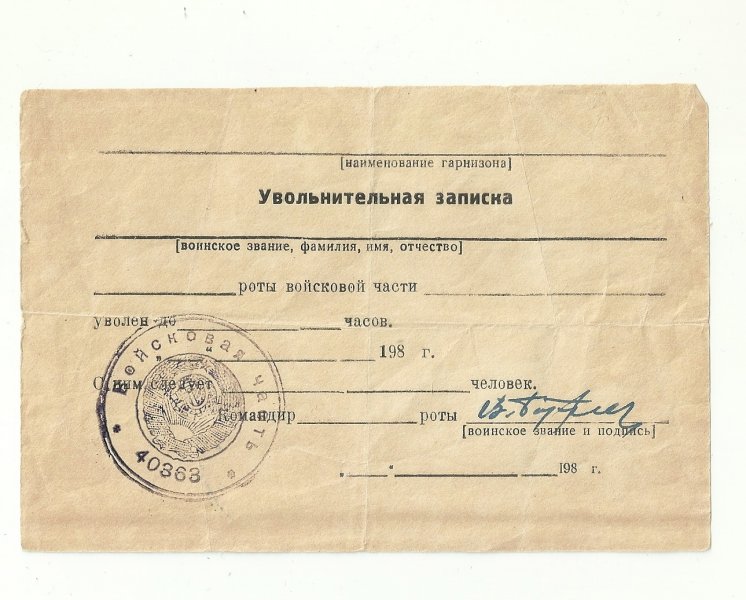 [наименование гарнизона]
Увольнительная записка
[воинское звание, фамилия, имя, отчество]
роты войсковой части
уволен до часов.
„ “ 198 г.
С ним следует человек.
Командир роты
[воинское звание и подпись]
„ “ 198 г.
Войсковая часть
40363